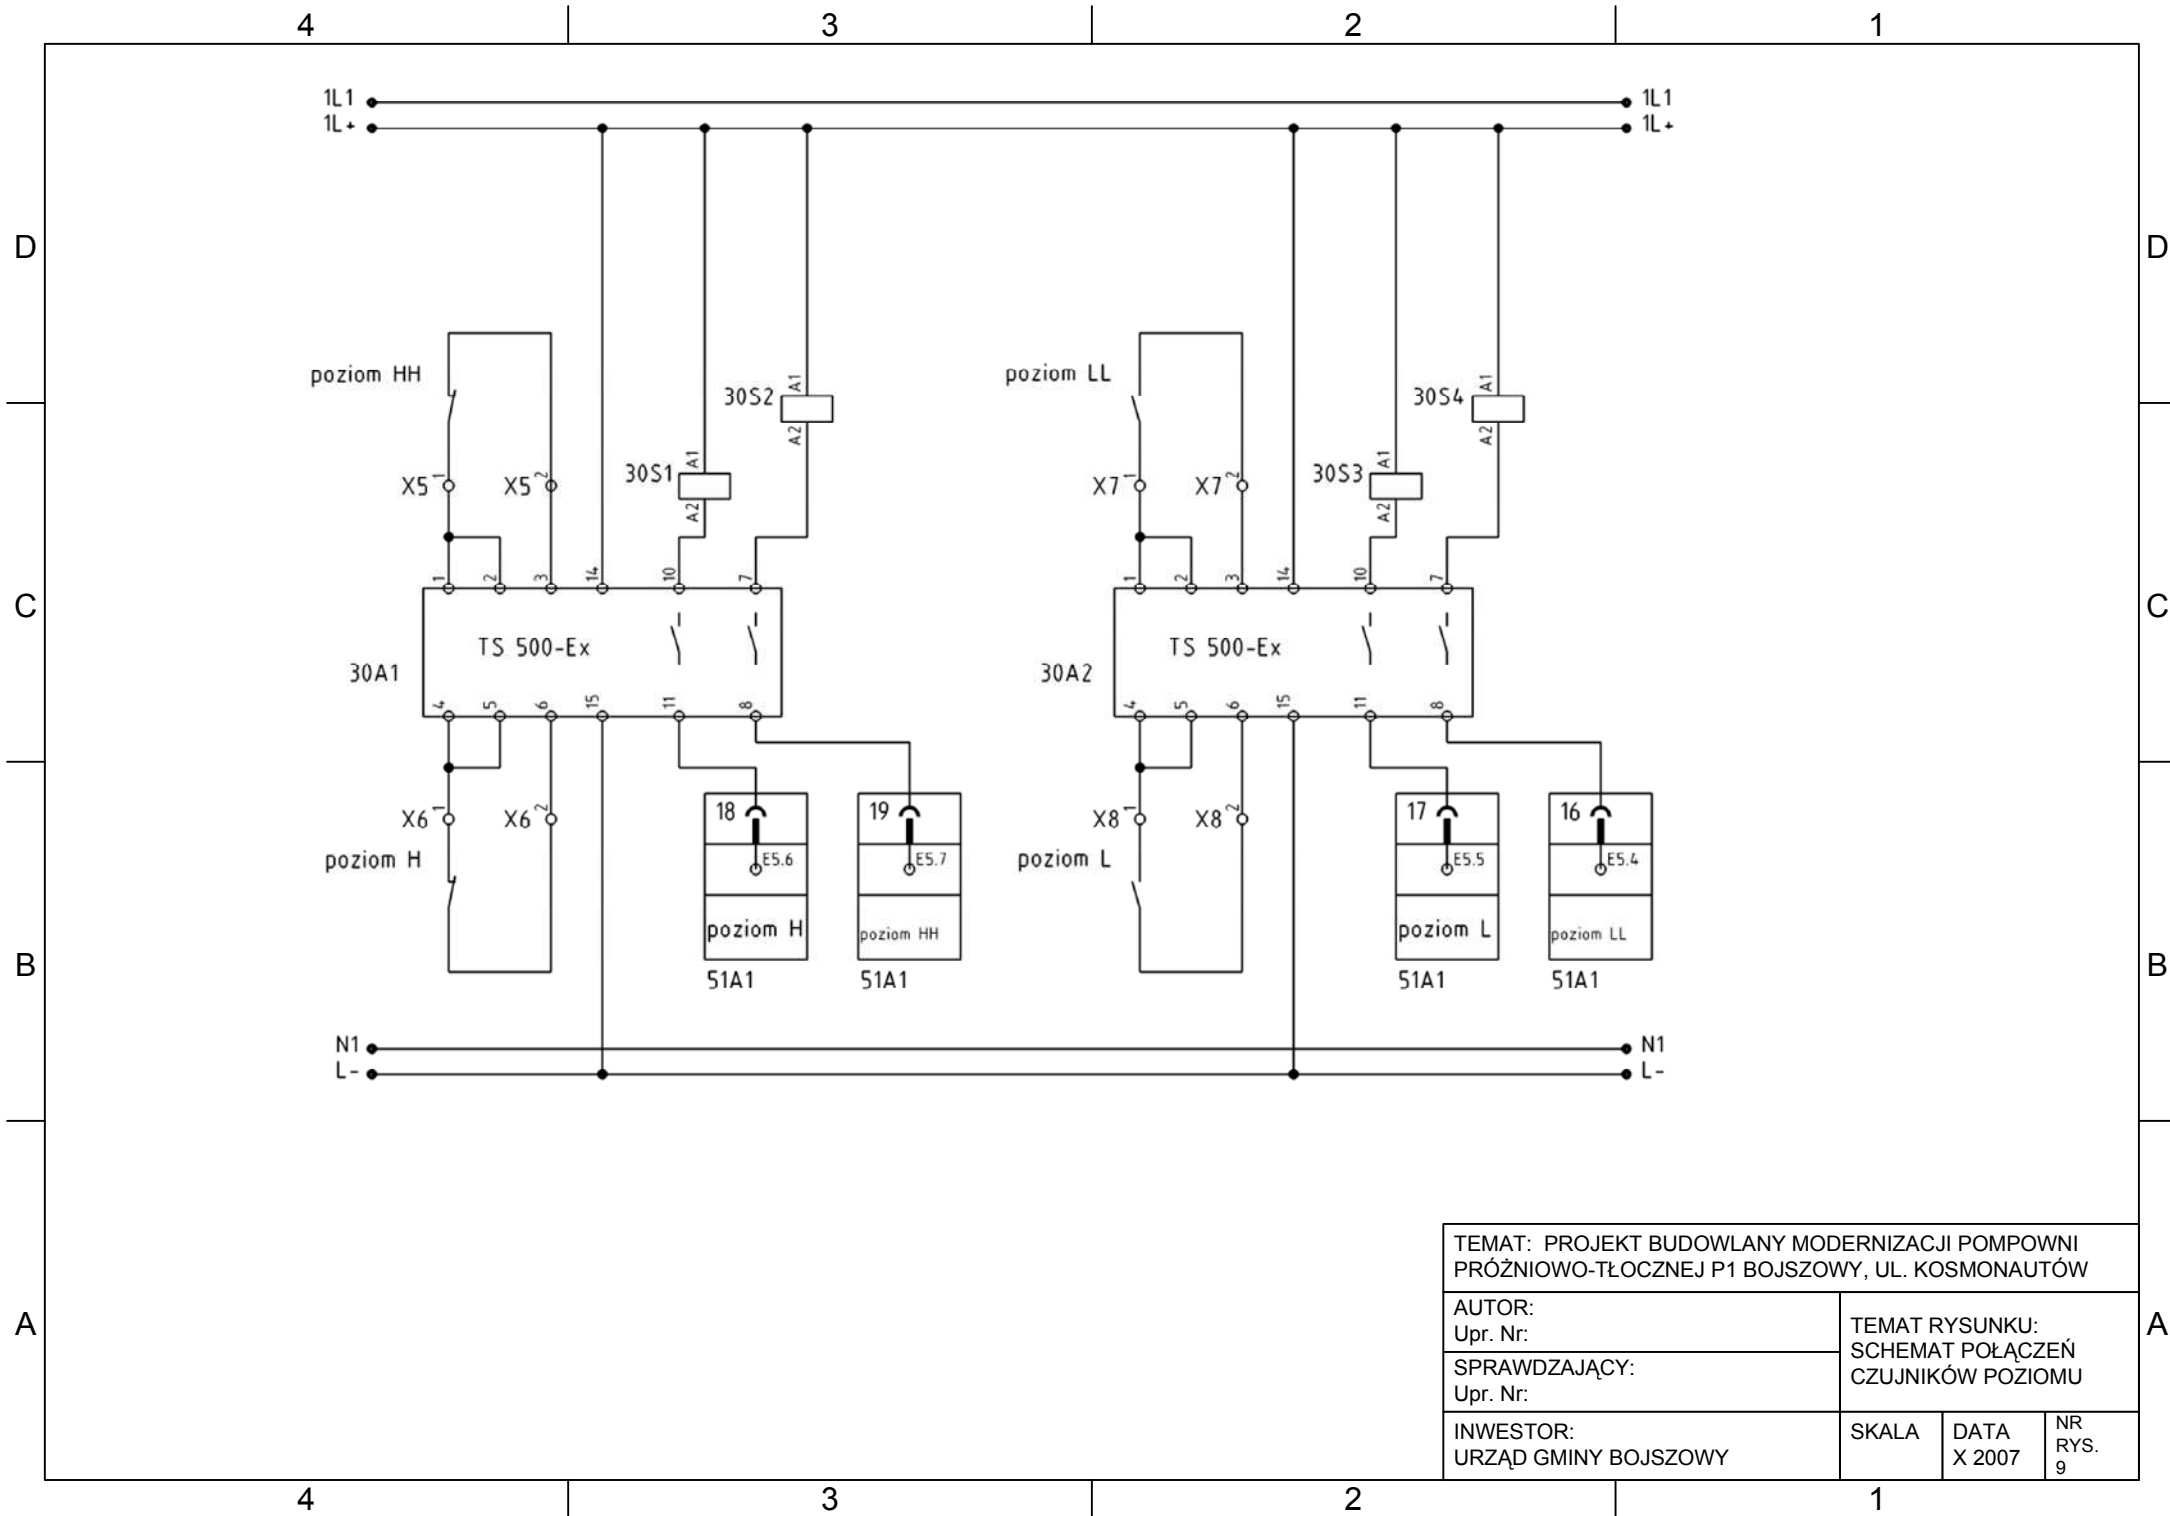 4 3 2 1
1L1 1L1
1L+ 1L+
D D
poziom HH
30S2 A1 A2
30S1 A1 A2
X5 1 X5 2
poziom LL
30S4 A1 A2
30S3 A1 A2
X7 1 X7 2
1 2 3 14 10 7
1 2 3 14 10 7
C C
TS 500-Ex
30A1
TS 500-Ex
30A2
4 5 6 15 11 8
4 5 6 15 11 8
X6 1 X6 2
poziom H
18 19
E5.6 E5.7
poziom H poziom HH
51A1 51A1
X8 1 X8 2
poziom L
17 16
E5.5 E5.4
poziom L poziom LL
51A1 51A1
B B
N1 N1
L- L-
A A
TEMAT: PROJEKT BUDOWLANY MODERNIZACJI POMPOWNI
PRÓŻNIOWO-TŁOCZNEJ P1 BOJSZOWY, UL. KOSMONAUTÓW
AUTOR:
Upr. Nr:
SPRAWDZAJĄCY:
Upr. Nr:
TEMAT RYSUNKU:
SCHEMAT POŁĄCZEŃ
CZUJNIKÓW POZIOMU
INWESTOR:
URZĄD GMINY BOJSZOWY
SKALA
DATA
X 2007
NR
RYS.
9
4 3 2 1